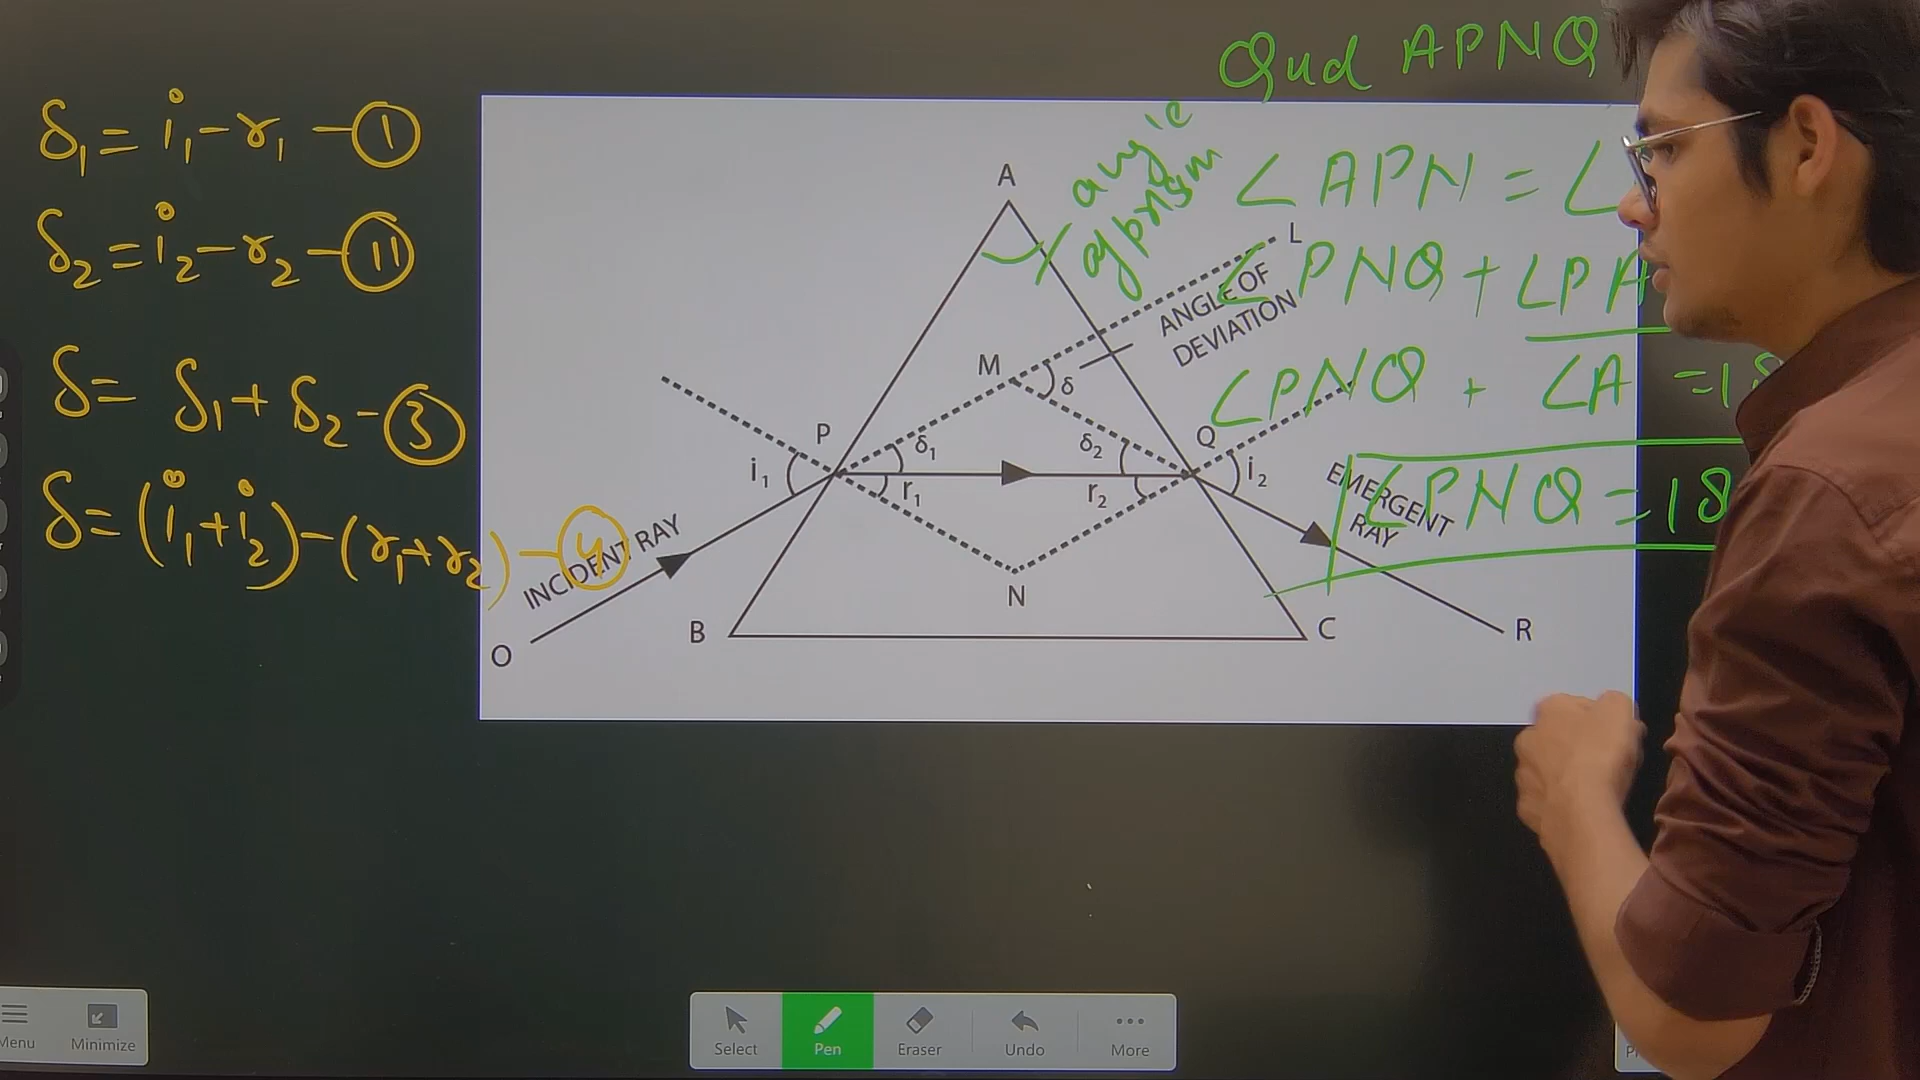 δ₁ = i₁ - r₁ - ①
δ₂ = i₂ - r₂ - ⑪
δ = δ₁ + δ₂ - ③
δ = (i₁ + i₂) - (r₁ + r₂) - ④
Qud APNQ
∠APN = ∠
∠PNQ + ∠PA
∠PNQ + ∠A = 18
∠PNQ = 18
angle
of prism
A
L
ANGLE OF
DEVIATION
M
δ
P
δ₁
δ₂
Q
i₁
r₁
r₂
i₂
EMERGENT
RAY
INCIDENT RAY
N
B
C
O
R
Menu
Minimize
Select
Pen
Eraser
Undo
More